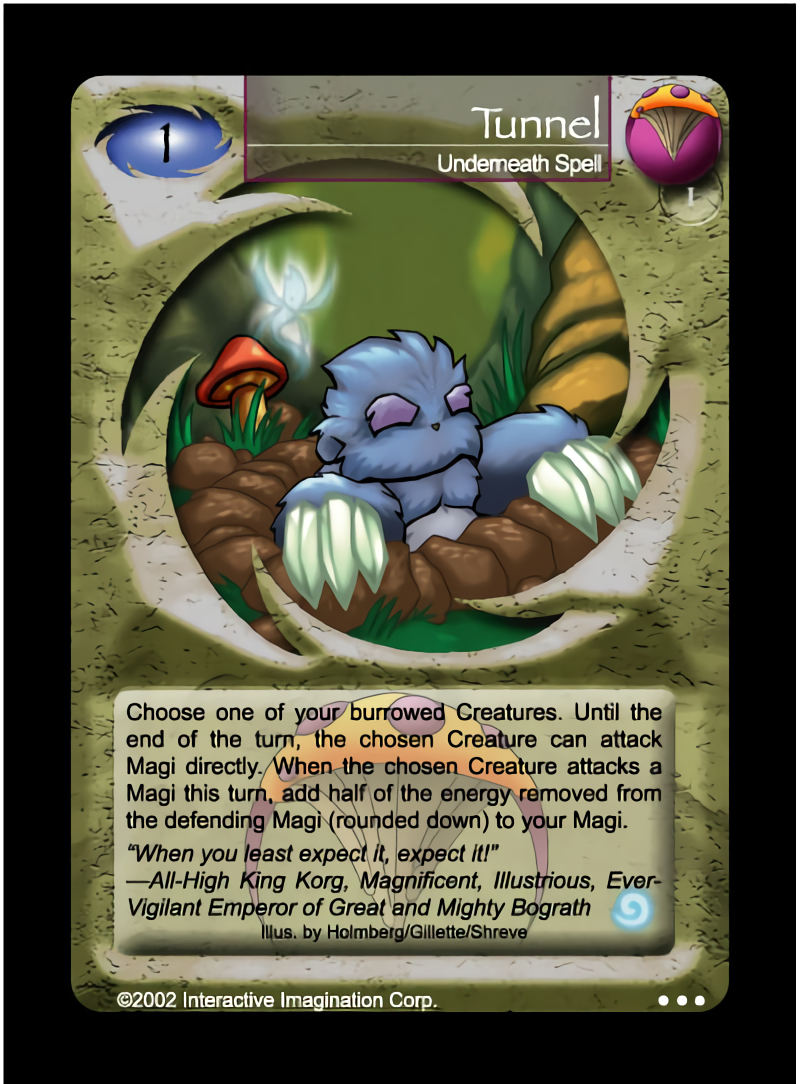 1
Tunnel
Underneath Spell
1
Choose one of your burrowed Creatures. Until the
end of the turn, the chosen Creature can attack
Magi directly. When the chosen Creature attacks a
Magi this turn, add half of the energy removed from
the defending Magi (rounded down) to your Magi.
“When you least expect it, expect it!”
—All-High King Korg, Magnificent, Illustrious, Ever-
Vigilant Emperor of Great and Mighty Bograth
Illus. by Holmberg/Gillette/Shreve
©2002 Interactive Imagination Corp.